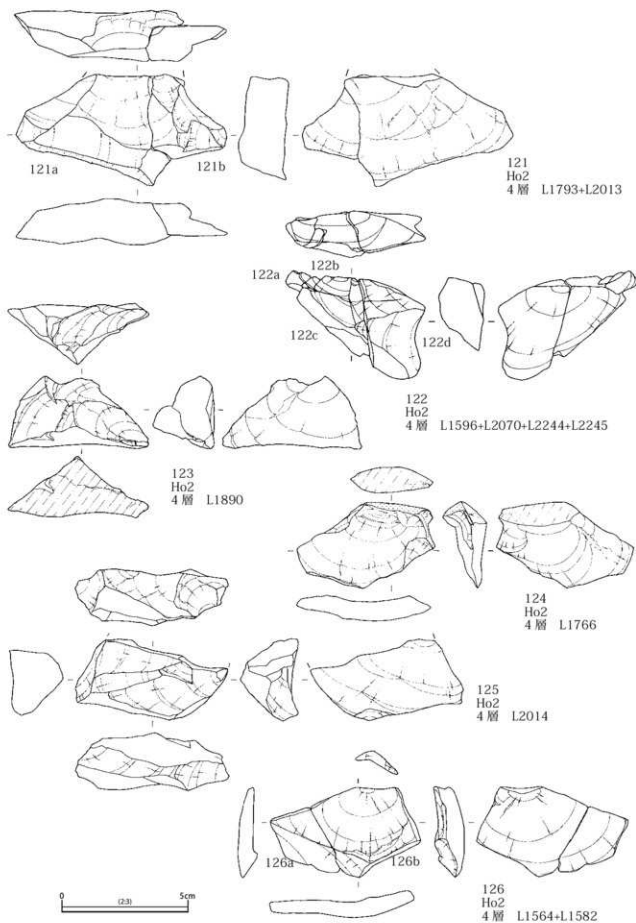 121a
121b
121
Ho2
4層 L1793+L2013
122a
122b
122c
122d
122
Ho2
4層 L1596+L2070+L2244+L2245
123
Ho2
4層 L1890
124
Ho2
4層 L1766
125
Ho2
4層 L2014
126a
126b
126
Ho2
4層 L1564+L1582
0 (2:3) 5cm